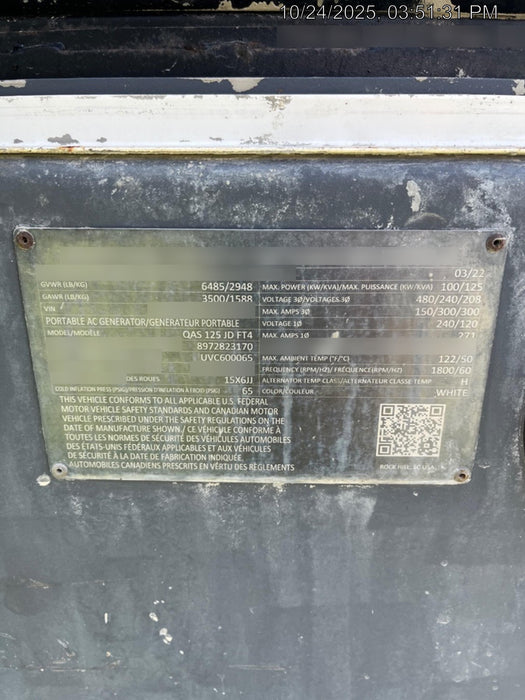 10/24/2025, 03:51:31 PM
03/22
GVWR (LB/KG) 6485/2948 MAX. POWER (KW/KVA)/MAX. PUISSANCE (KW/KVA) 100/125
GAWR (LB/KG) 3500/1588 VOLTAGE 3Ø/VOLTAGES.3Ø 480/240/208
VIN MAX. AMPS 3Ø 150/300/300
PORTABLE AC GENERATOR/GÉNÉRATEUR PORTABLE VOLTAGE 1Ø 240/120
MODEL/MODÈLE QAS 125 JD FT4 MAX. AMPS 1Ø 271
8972823170
UVC600065 MAX. AMBIENT TEMP (°F/°C) 122/50
FREQUENCY (RPM/HZ)/ FRÉQUENCE(RPM/HZ) 1800/60
DES ROUES 15X6JJ ALTERNATOR TEMP CLASS/ALTERNATEUR CLASSE TEMP H
COLD INFLATION PRESS (PSIG)/PRESSION D'INFLATION À FROID (PSIG) 65 COLOR/COULEUR WHITE
THIS VEHICLE CONFORMS TO ALL APPLICABLE U.S. FEDERAL
MOTOR VEHICLE SAFETY STANDARDS AND CANADIAN MOTOR
VEHICLE PRESCRIBED UNDER THE SAFETY REGULATIONS ON THE
DATE OF MANUFACTURE SHOWN./ CE VÉHICULE CONFORME À
TOUTES LES NORMES DE SÉCURITÉ DES VÉHICULES AUTOMOBILES
DES ÉTATS-UNIS FÉDÉRAUX APPLICABLES ET AUX LES
DE SÉCURITÉ À LA DATE DE FABRICATION INDIQUÉE.
AUTOMOBILES CANADIENS PRESCRITS EN VÉRTU DES RÈGLEMENTS
ROCK HILL, SC USA